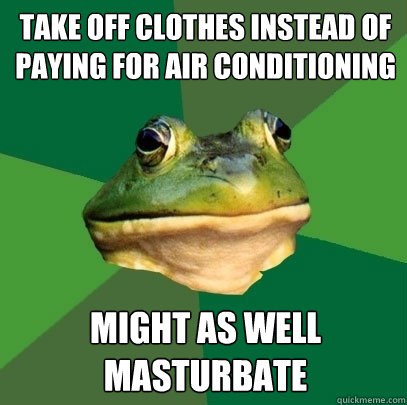 TAKE OFF CLOTHES INSTEAD OF
PAYING FOR AIR CONDITIONING
MIGHT AS WELL
MASTURBATE
quickmeme.com